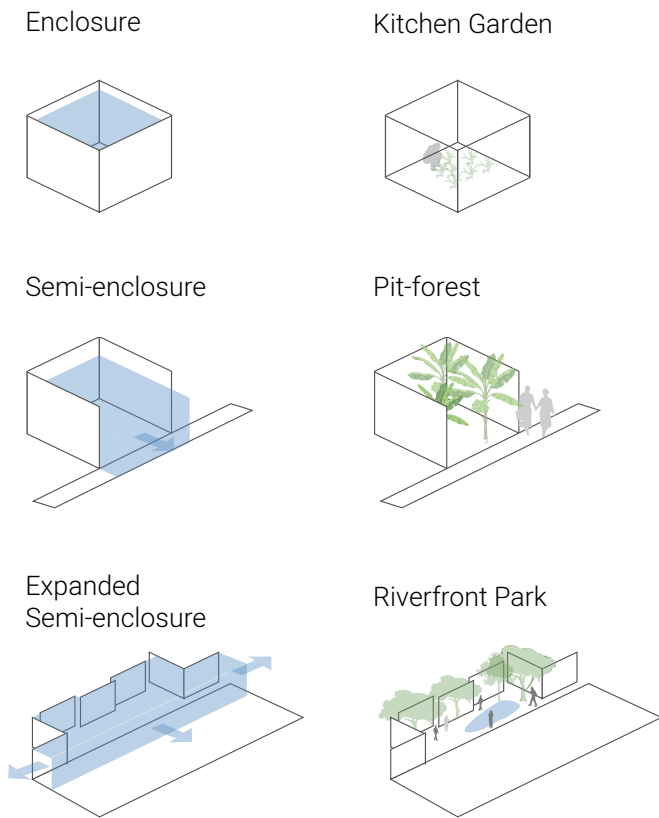 Enclosure
Kitchen Garden
Semi-enclosure
Pit-forest
Expanded
Semi-enclosure
Riverfront Park